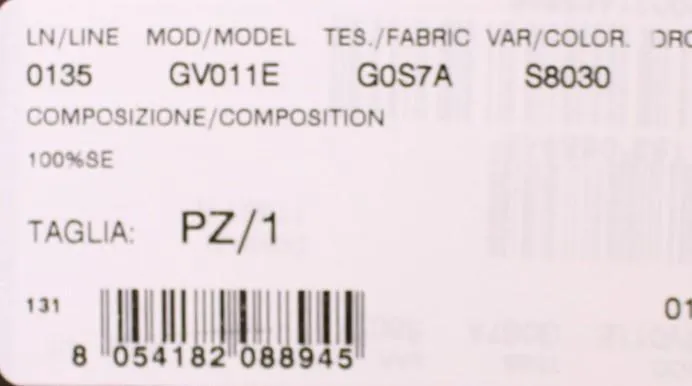 LN/LINE MOD/MODEL TES./FABRIC VAR/COLOR.
0135 GV011E G0S7A S8030
COMPOSIZIONE/COMPOSITION
100%SE
TAGLIA: PZ/1
131 01
8 054182 088945